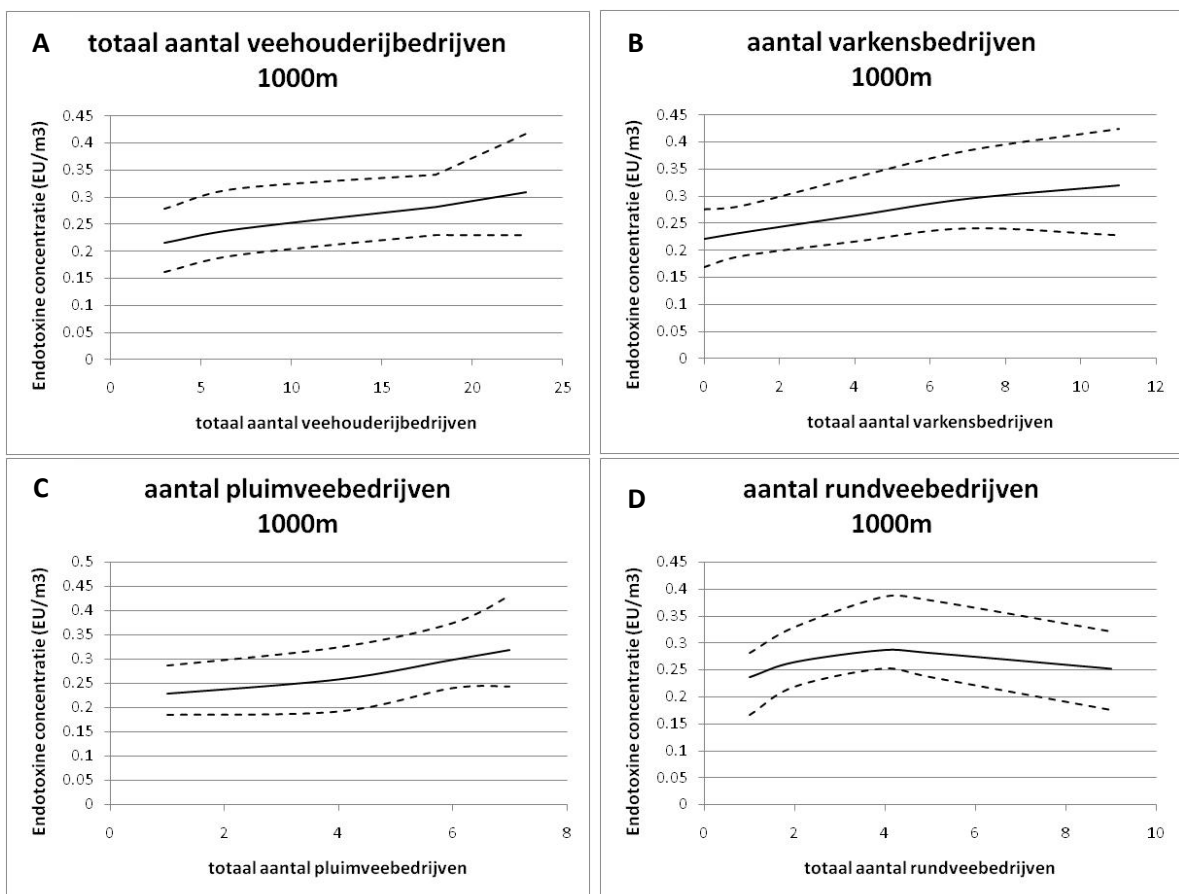 A
totaal aantal veehouderijbedrijven
1000m
Endotoxine concentratie (EU/m3)
0.45
0.4
0.35
0.3
0.25
0.2
0.15
0.1
0.05
0
0 5 10 15 20 25
totaal aantal veehouderijbedrijven
B
aantal varkensbedrijven
1000m
Endotoxine concentratie (EU/m3)
0.45
0.4
0.35
0.3
0.25
0.2
0.15
0.1
0.05
0
0 2 4 6 8 10 12
totaal aantal varkensbedrijven
C
aantal pluimveebedrijven
1000m
Endotoxine concentratie (EU/m3)
0.5
0.45
0.4
0.35
0.3
0.25
0.2
0.15
0.1
0.05
0
0 2 4 6 8
totaal aantal pluimveebedrijven
D
aantal rundveebedrijven
1000m
Endotoxine concentratie (EU/m3)
0.45
0.4
0.35
0.3
0.25
0.2
0.15
0.1
0.05
0
0 2 4 6 8 10
totaal aantal rundveebedrijven